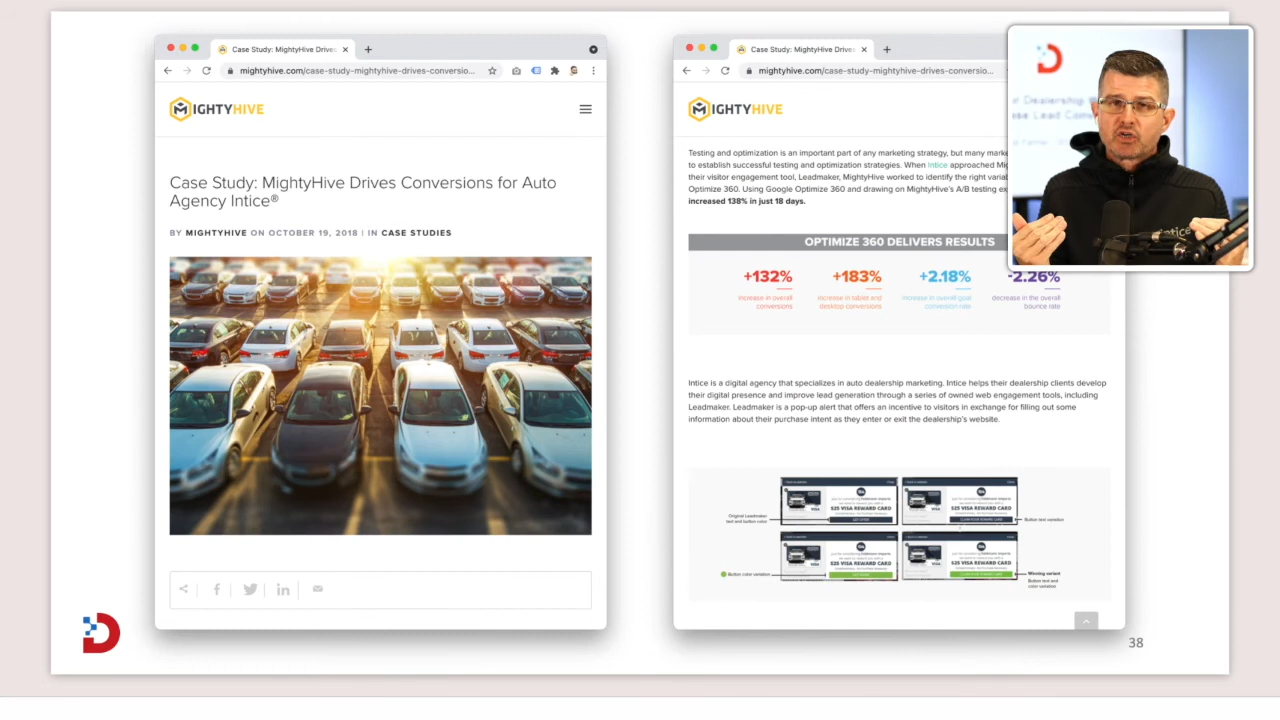 Case Study: MightyHive Drives
mightyhive.com/case-study-mightyhive-drives-conversio...
MIGHTYHIVE
Case Study: MightyHive Drives Conversions for Auto
Agency Intice®
BY MIGHTYHIVE ON OCTOBER 19, 2018 | IN CASE STUDIES
Case Study: MightyHive Drives
mightyhive.com/case-study-mightyhive-drives-conversio...
MIGHTYHIVE
Testing and optimization is an important part of any marketing strategy, but many
to establish successful testing and optimization strategies. When Intice approached
their visitor engagement tool, Leadmaker, MightyHive worked to identify the right
Optimize 360. Using Google Optimize 360 and drawing on MightyHive's A/B testing
increased 138% in just 18 days.
OPTIMIZE 360 DELIVERS RESULTS
+132% +183% +2.18% -2.26%
increase in overall conversions
increase in tablet and desktop conversions
increase in overall goal conversion rate
decrease in the overall bounce rate
Intice is a digital agency that specializes in auto dealership marketing. Intice helps their dealership clients develop
their digital presence and improve lead generation through a series of owned web engagement tools, including
Leadmaker. Leadmaker is a pop-up alert that offers an incentive to visitors in exchange for filling out some
information about their purchase intent as they enter or exit the dealership's website.
$25 VISA REWARD CARD
$25 VISA REWARD CARD
Original Leadmaker
text and button color
Button text variation
$25 VISA REWARD CARD
$25 VISA REWARD CARD
Button color variation
Winning variant
Button text and
color variation
38